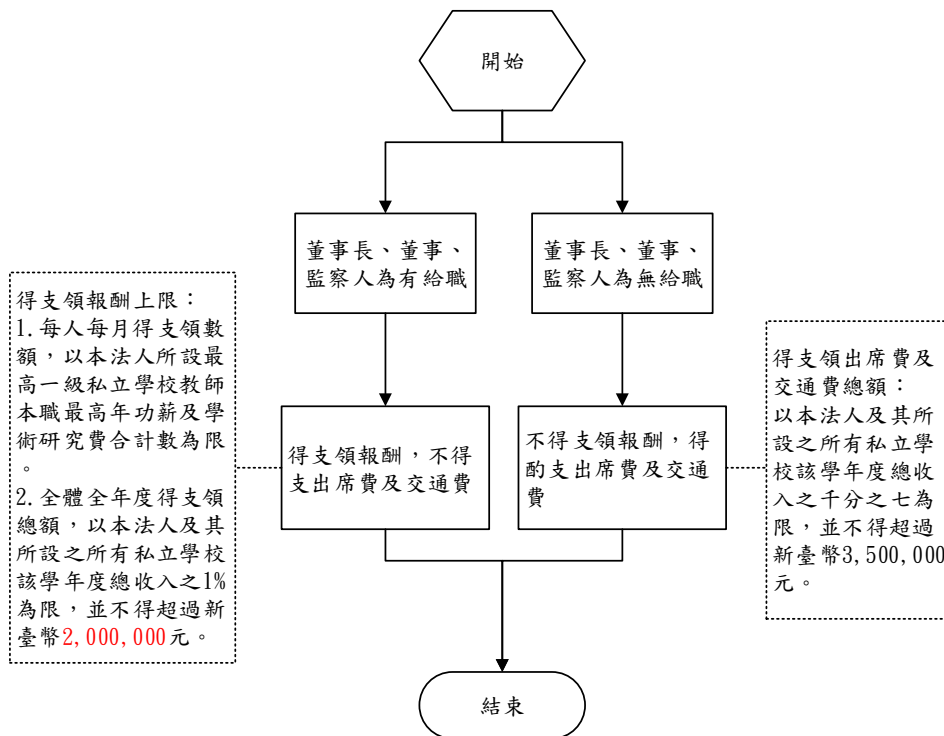 開始
董事長、董事、
監察人為有給職
董事長、董事、
監察人為無給職
得支領報酬上限：
1.每人每月得支領數
額，以本法人所設最
高一級私立學校教師
本職最高年功薪及學
術研究費合計數為限
。
2.全體全年度得支領
總額，以本法人及其
所設之所有私立學校
該學年度總收入之1%
為限，並不得超過新
臺幣2,000,000元。
得支領報酬，不得
支出席費及交通費
不得支領報酬，得
酌支出席費及交通
費
得支領出席費及
交通費總額：
以本法人及其所
設之所有私立學
校該學年度總收
入之千分之七為
限，並不得超過
新臺幣3,500,000
元。
結束